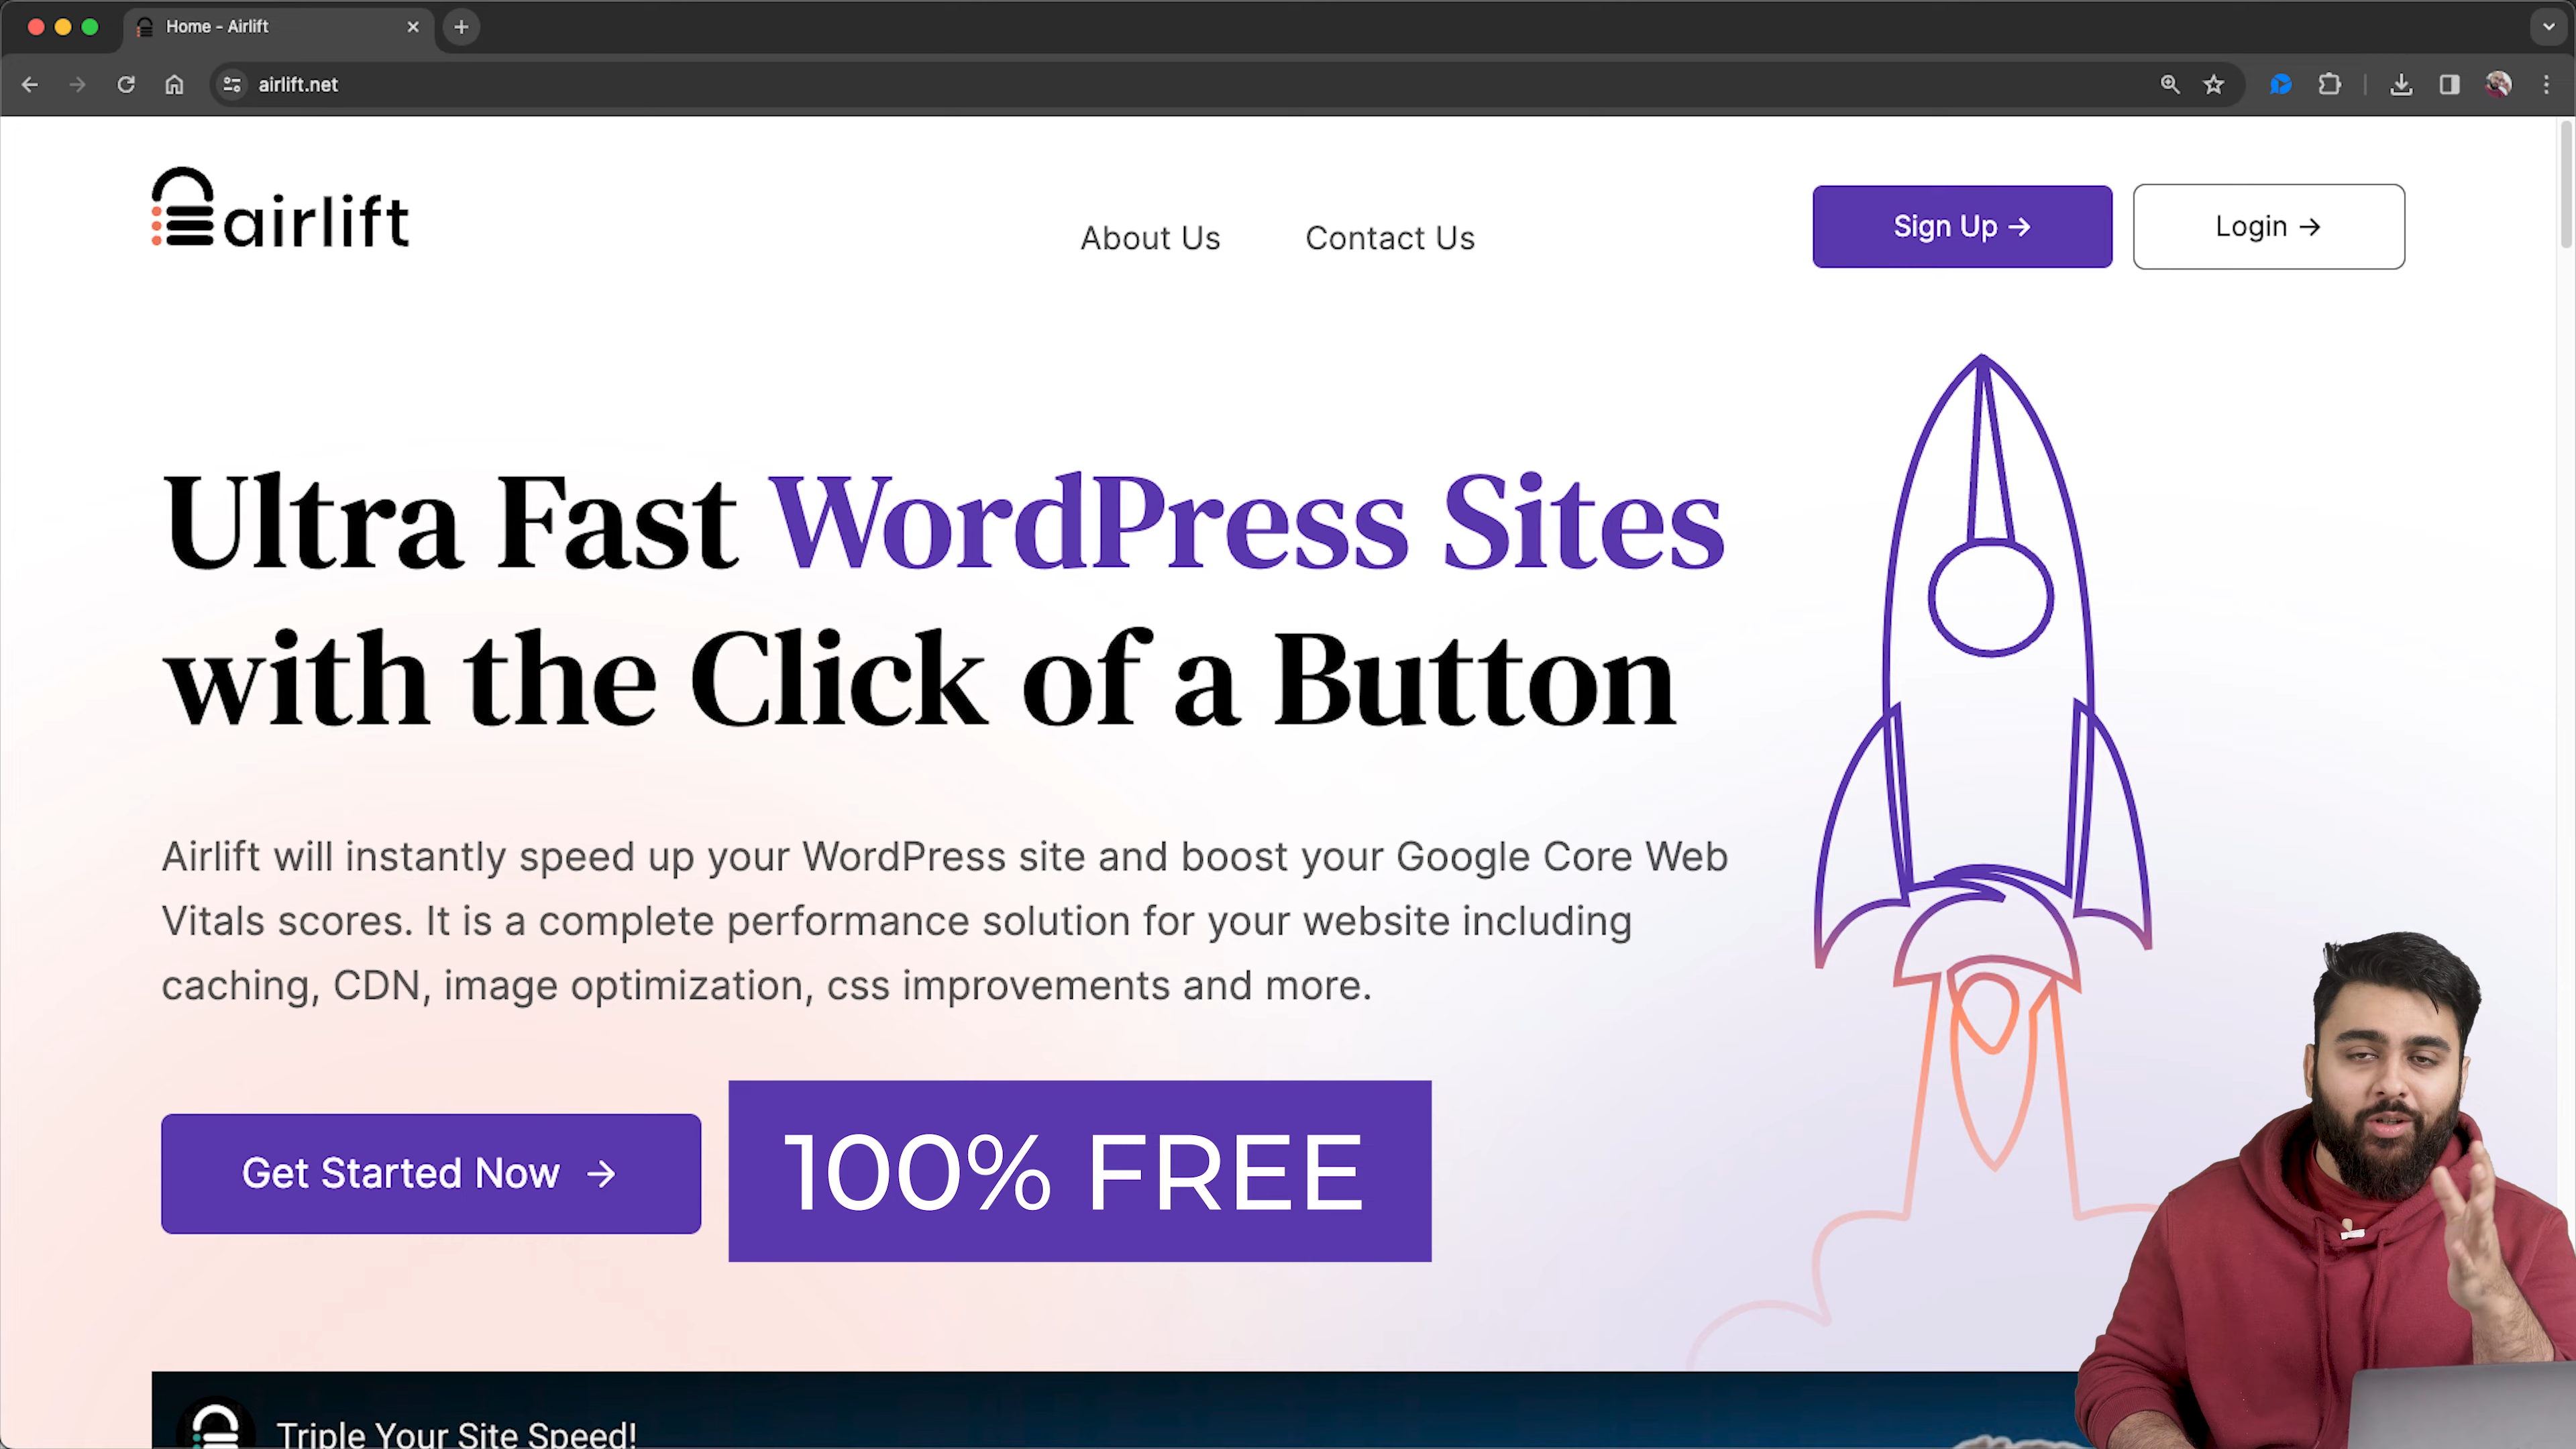 Home - Airlift
airlift.net
airlift
About Us
Contact Us
Sign Up →
Login →
Ultra Fast WordPress Sites
with the Click of a Button
Airlift will instantly speed up your WordPress site and boost your Google Core Web
Vitals scores. It is a complete performance solution for your website including
caching, CDN, image optimization, css improvements and more.
Get Started Now →
100% FREE
Triple Your Site Speed!